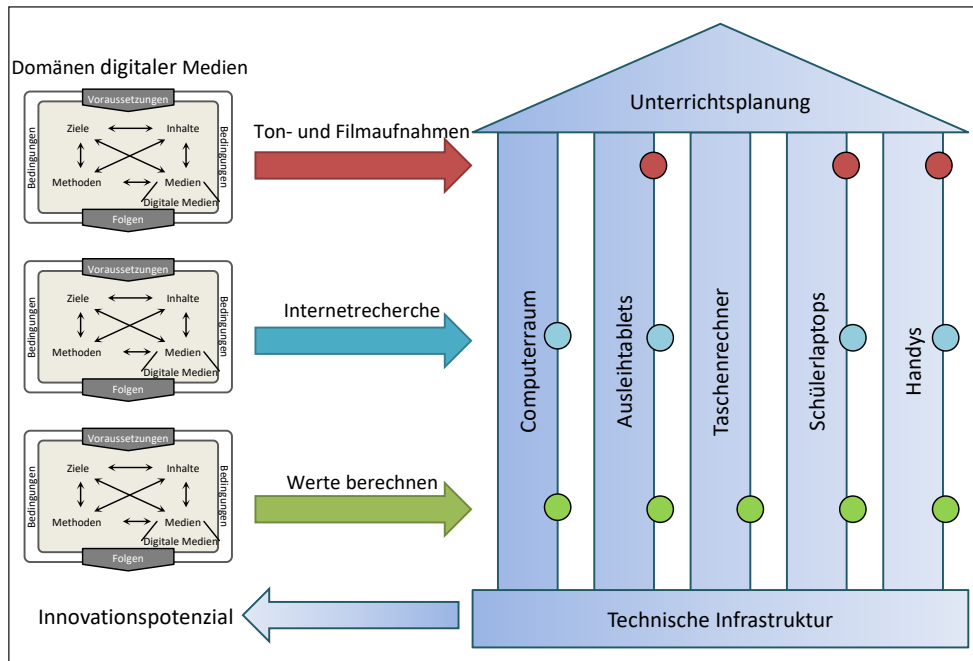 Domänen digitaler Medien
Voraussetzungen
Bedingungen
Ziele
Inhalte
Bedingungen
Methoden
Medien
Digitale Medien
Folgen
Ton- und Filmaufnahmen
Voraussetzungen
Bedingungen
Ziele
Inhalte
Bedingungen
Methoden
Medien
Digitale Medien
Folgen
Internetrecherche
Voraussetzungen
Bedingungen
Ziele
Inhalte
Bedingungen
Methoden
Medien
Digitale Medien
Folgen
Werte berechnen
Innovationspotenzial
Unterrichtsplanung
Computerraum
Ausleihtablets
Taschenrechner
Schülerlaptops
Handys
Technische Infrastruktur